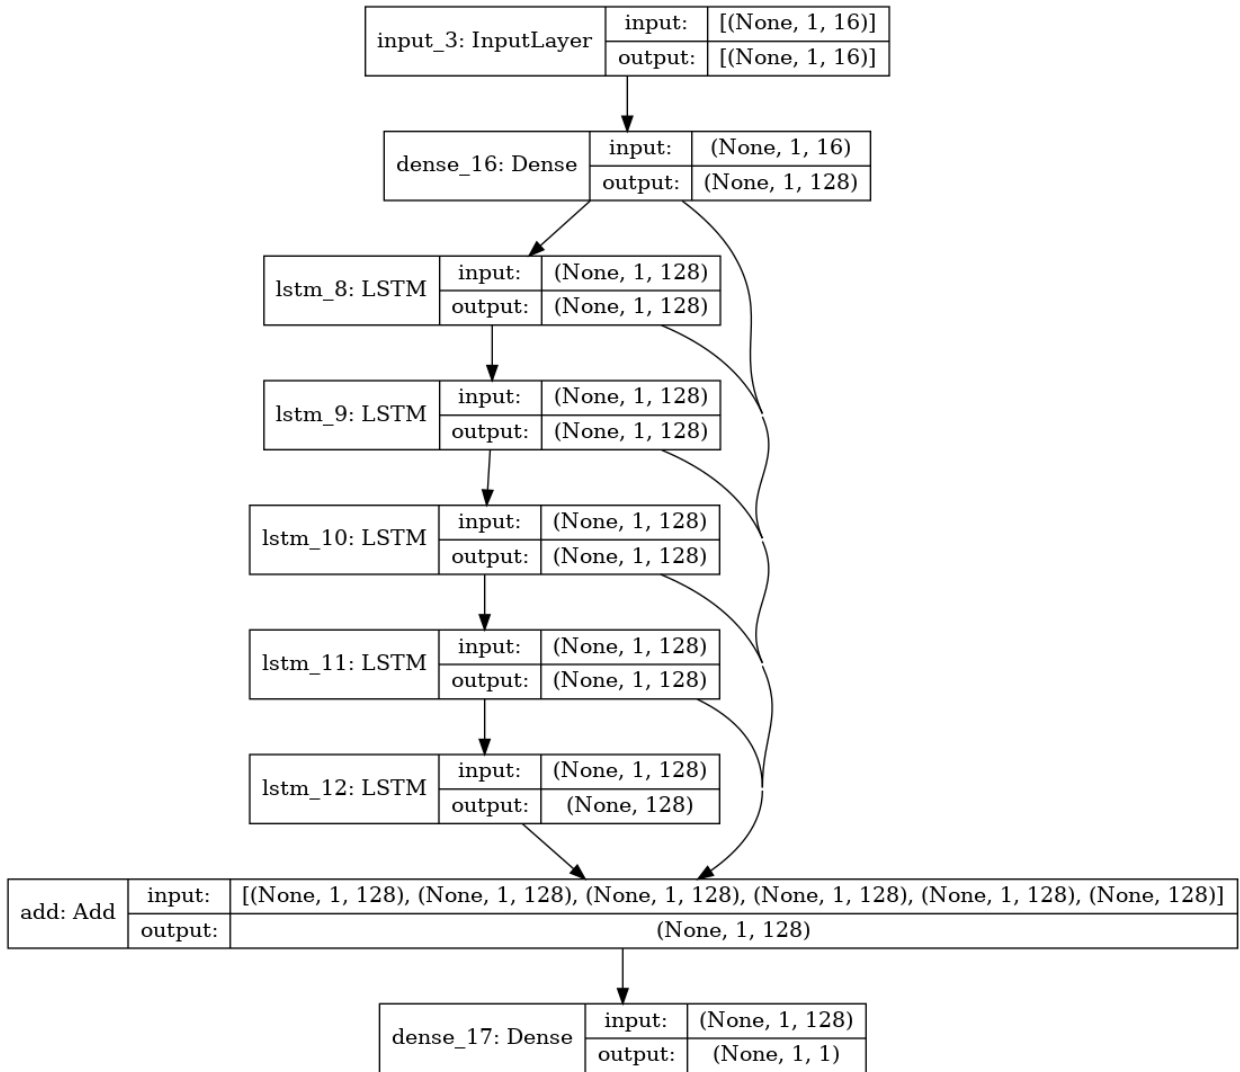 input_3: InputLayer
input: [(None, 1, 16)]
output: [(None, 1, 16)]
dense_16: Dense
input: (None, 1, 16)
output: (None, 1, 128)
lstm_8: LSTM
input: (None, 1, 128)
output: (None, 1, 128)
lstm_9: LSTM
input: (None, 1, 128)
output: (None, 1, 128)
lstm_10: LSTM
input: (None, 1, 128)
output: (None, 1, 128)
lstm_11: LSTM
input: (None, 1, 128)
output: (None, 1, 128)
lstm_12: LSTM
input: (None, 1, 128)
output: (None, 128)
add: Add
input: [(None, 1, 128), (None, 1, 128), (None, 1, 128), (None, 1, 128), (None, 1, 128), (None, 128)]
output: (None, 1, 128)
dense_17: Dense
input: (None, 1, 128)
output: (None, 1, 1)